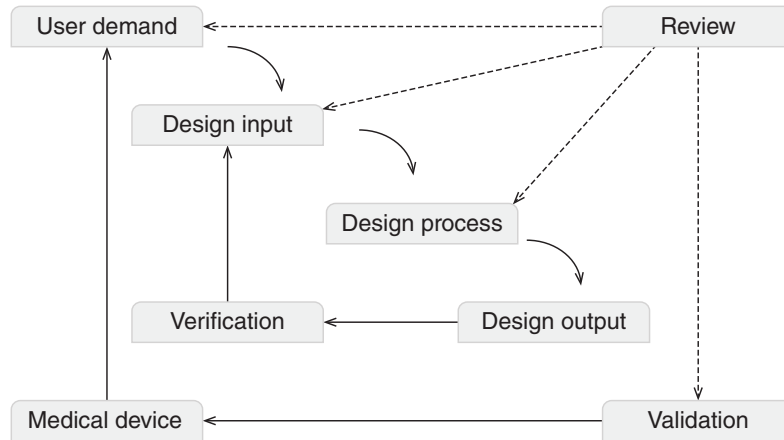 User demand
Review
Design input
Design process
Verification
Design output
Medical device
Validation